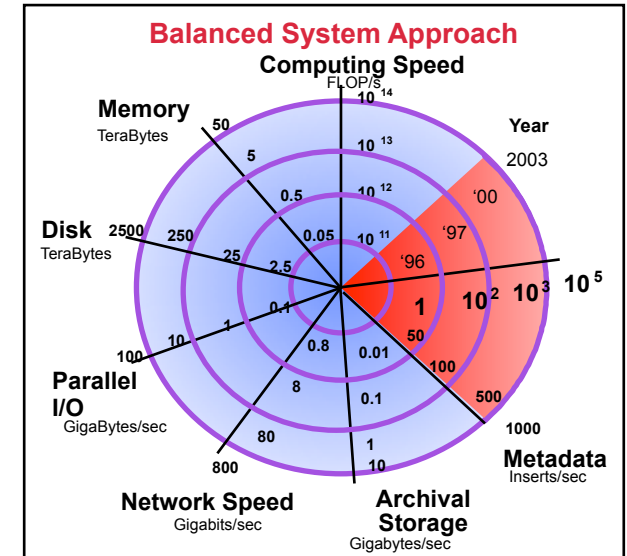 Balanced System Approach
Computing Speed
FLOP/s
10 14
Memory
TeraBytes
50
5
0.5
0.05
10 13
10 12
10 11
Year
2003
‘00
‘97
‘96
Disk
TeraBytes
2500
250
25
2.5
1
10 2
10 3
10 5
0.1
1
10
100
Parallel
I/O
GigaBytes/sec
0.8
8
80
800
Network Speed
Gigabits/sec
0.01
0.1
1
10
Archival
Storage
Gigabytes/sec
50
100
500
1000
Metadata
Inserts/sec